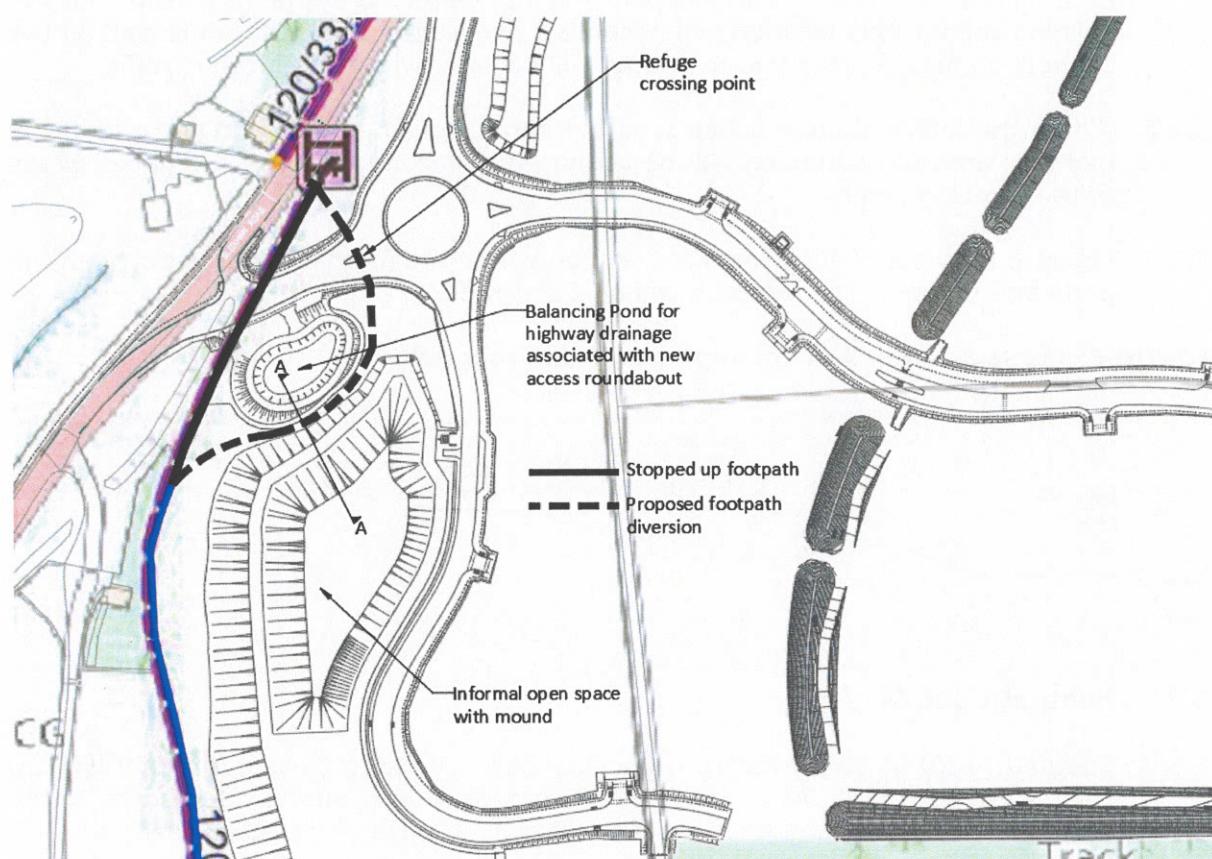 120/33
Refuge
crossing point
Balancing Pond for
highway drainage
associated with new
access roundabout
A
Stopped up footpath
Proposed footpath
diversion
A
Informal open space
with mound
CG
120
Track